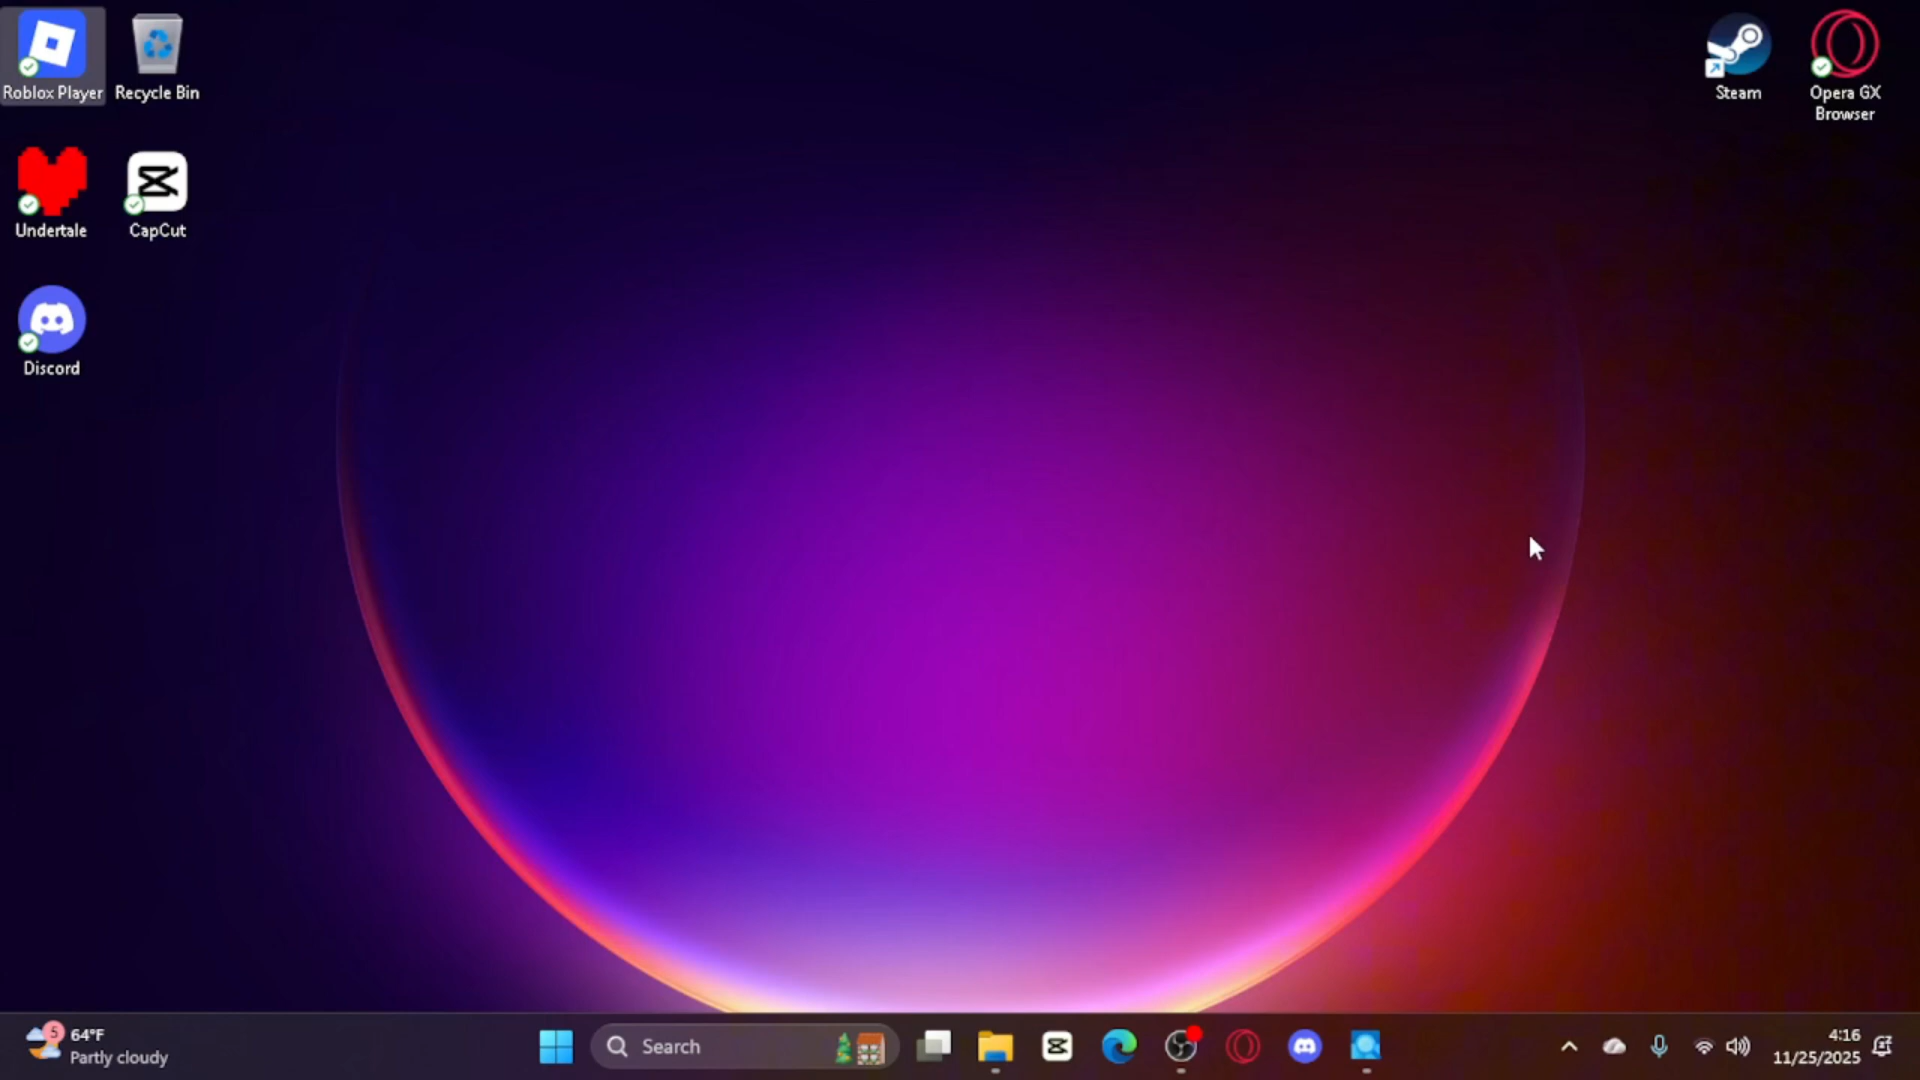 Roblox Player
Recycle Bin
Steam
Opera GX
Browser
Undertale
CapCut
Discord
5
64°F
Partly cloudy
Search
4:16
11/25/2025